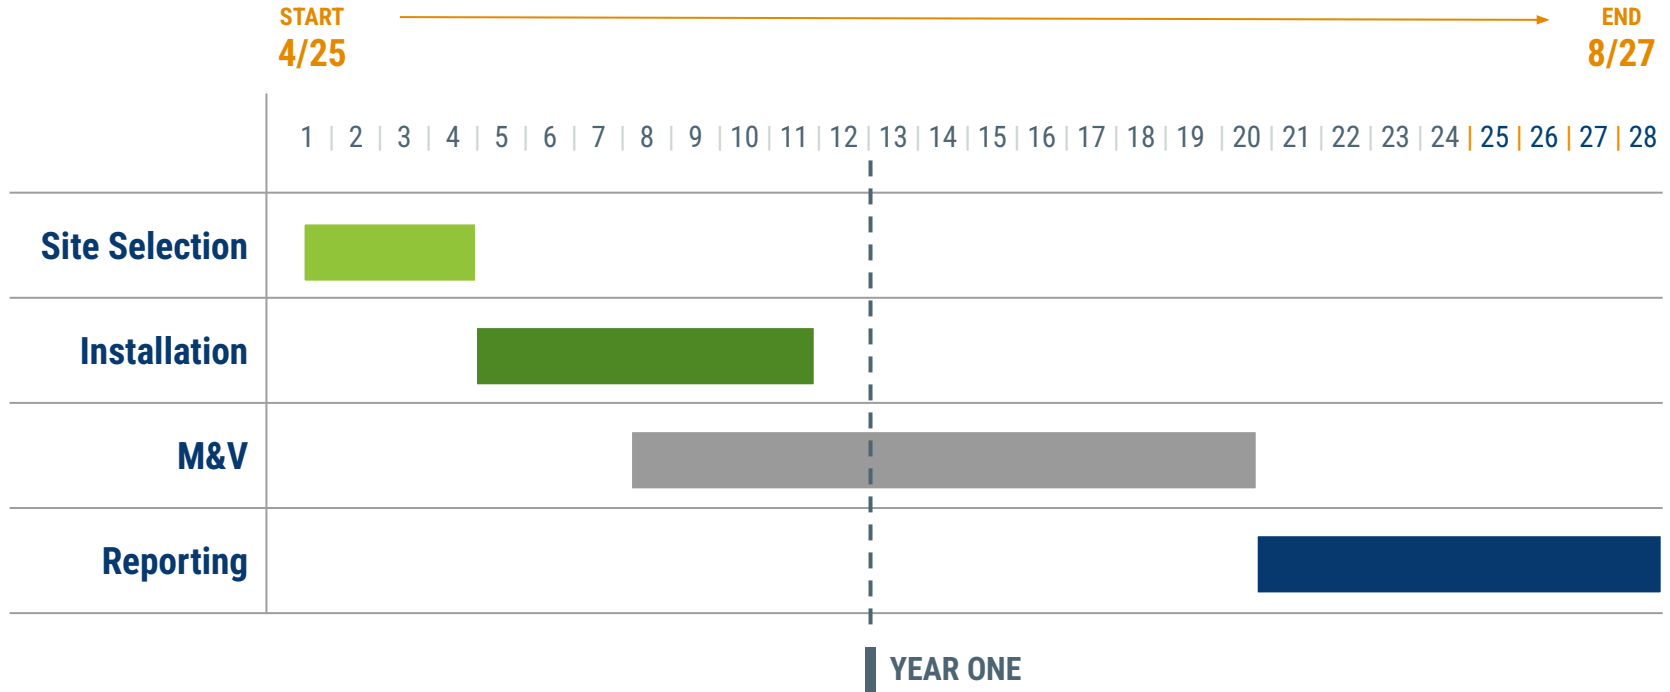 START
4/25
END
8/27
1 | 2 | 3 | 4 | 5 | 6 | 7 | 8 | 9 | 10 | 11 | 12 | 13 | 14 | 15 | 16 | 17 | 18 | 19 | 20 | 21 | 22 | 23 | 24 | 25 | 26 | 27 | 28
Site Selection
Installation
M&V
Reporting
YEAR ONE